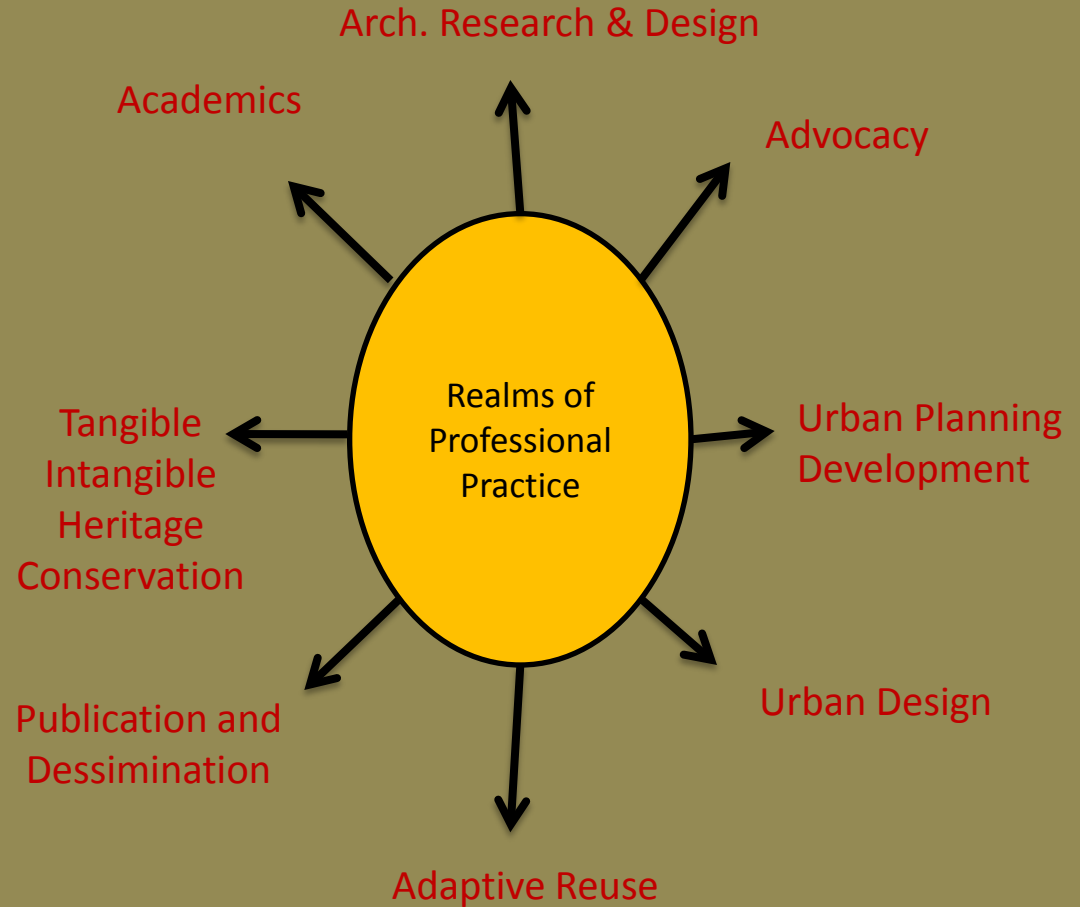 Arch. Research & Design
Academics
Advocacy
Realms of
Professional
Practice
Tangible
Intangible
Heritage
Conservation
Urban Planning
Development
Publication and
Dessimination
Urban Design
Adaptive Reuse